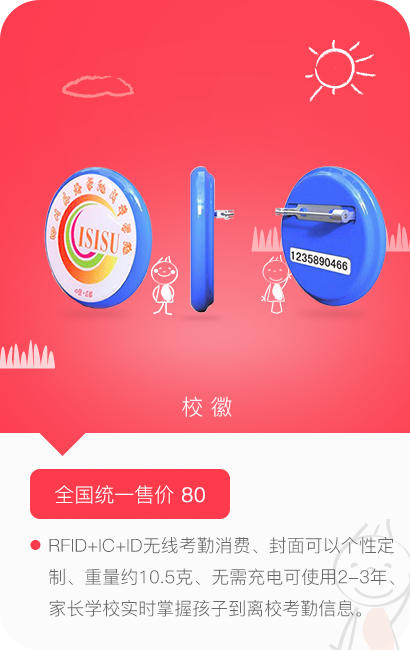 ISISU
1235890466
校徽
全国统一售价 80
RFID+IC+ID无线考勤消费、封面可以个性定
制、重量约10.5克、无需充电可使用2-3年、
家长学校实时掌握孩子到离校考勤信息。